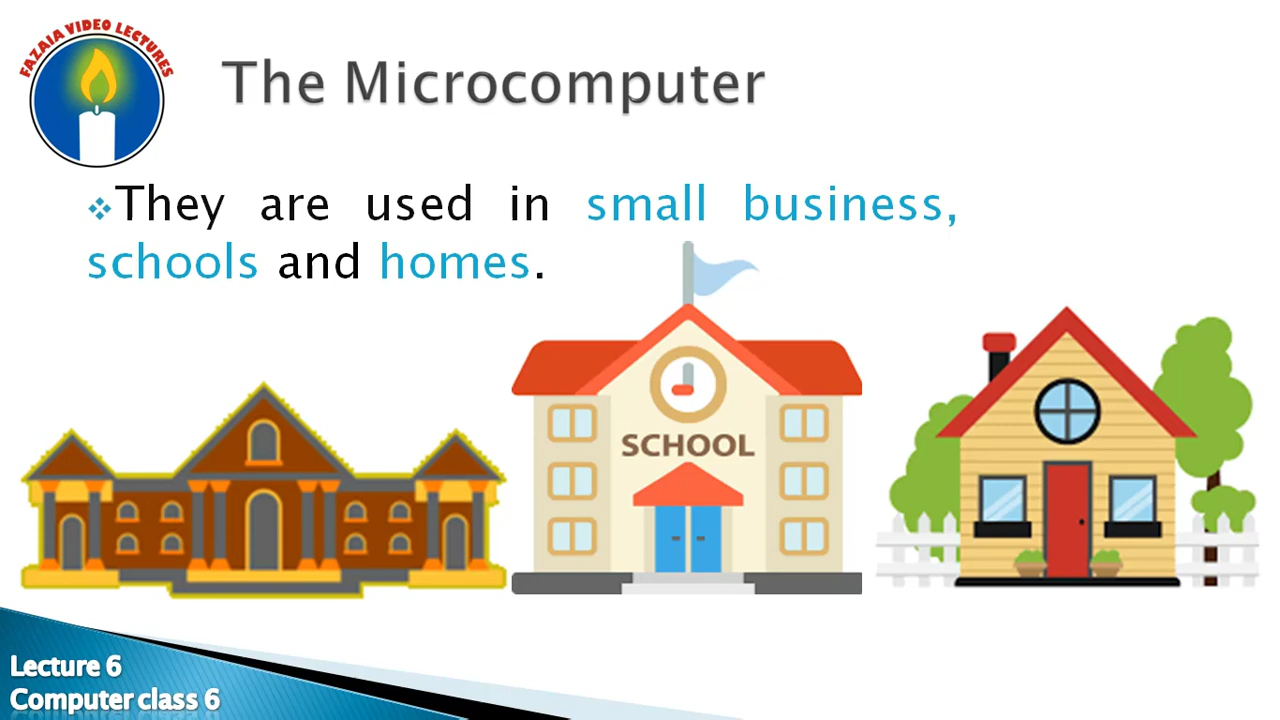 FAZAIA VIDEO LECTURES
The Microcomputer
❖They are used in small business,
schools and homes.
SCHOOL
Lecture 6
Computer class 6